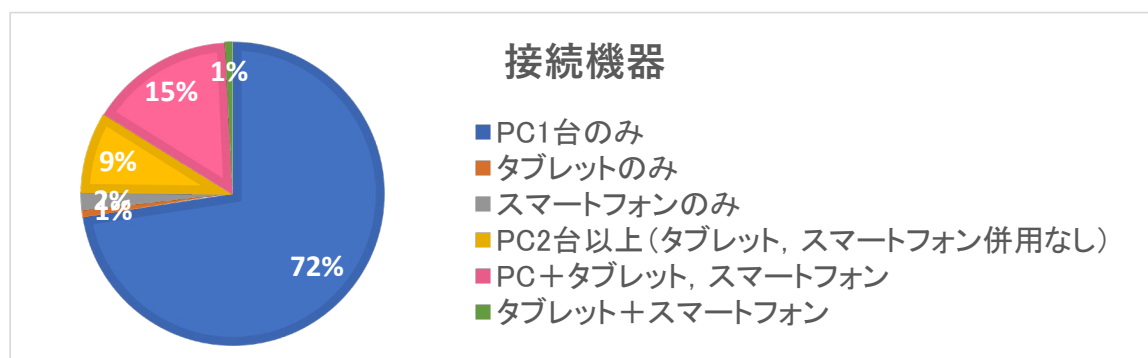 接続機器
1%
15%
9%
2%
1%
72%
PC1台のみ
タブレットのみ
スマートフォンのみ
PC2台以上(タブレット, スマートフォン併用なし)
PC+タブレット, スマートフォン
タブレット+スマートフォン